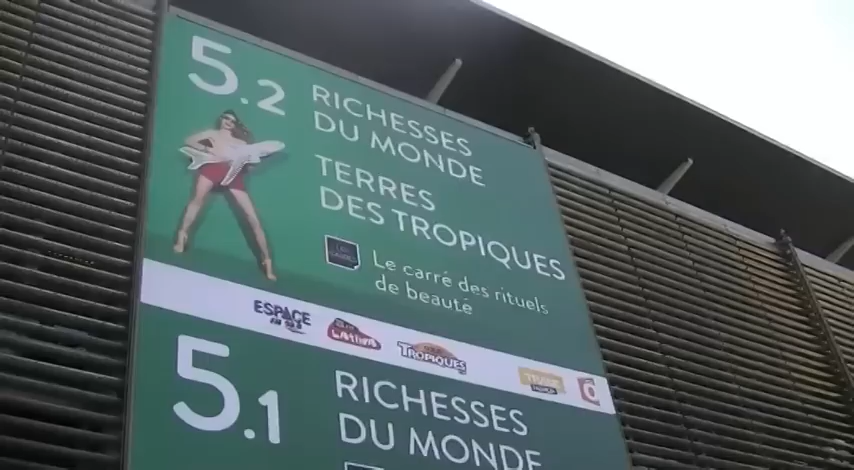 5.2
RICHESSES
DU MONDE
TERRES
DES TROPIQUES
Le carré des rituels
de beauté
ESPACE
LATINA
TROPIQUES
5.1
RICHESSES
DU MONDE